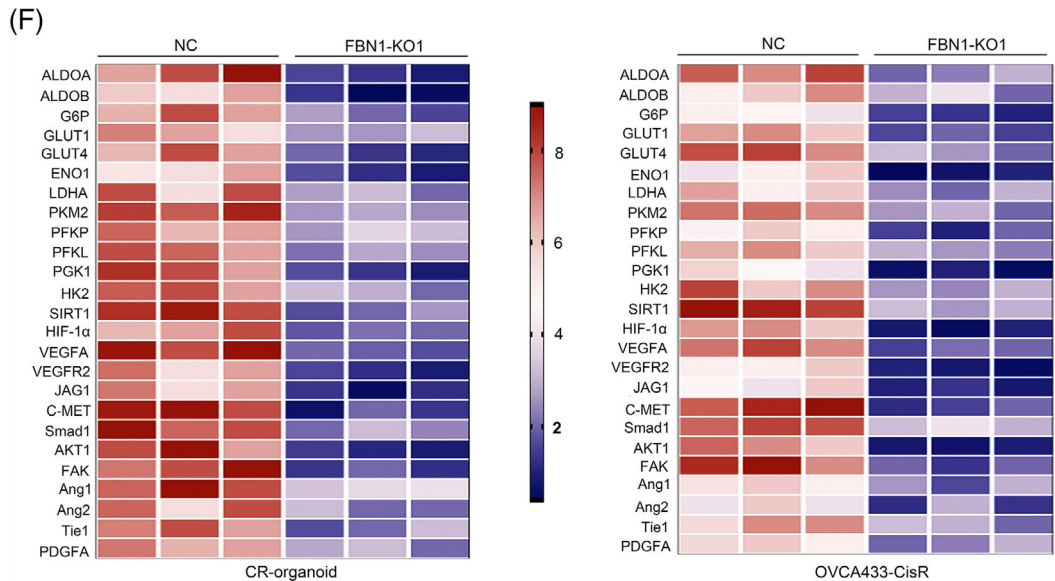 (F)
NC FBN1-KO1
ALDOA
ALDOB
G6P
GLUT1
GLUT4
ENO1
LDHA
PKM2
PFKP
PFKL
PGK1
HK2
SIRT1
HIF-1α
VEGFA
VEGFR2
JAG1
C-MET
Smad1
AKT1
FAK
Ang1
Ang2
Tie1
PDGFA
CR-organoid
8
6
4
2
NC FBN1-KO1
ALDOA
ALDOB
G6P
GLUT1
GLUT4
ENO1
LDHA
PKM2
PFKP
PFKL
PGK1
HK2
SIRT1
HIF-1α
VEGFA
VEGFR2
JAG1
C-MET
Smad1
AKT1
FAK
Ang1
Ang2
Tie1
PDGFA
OVCA433-CisR